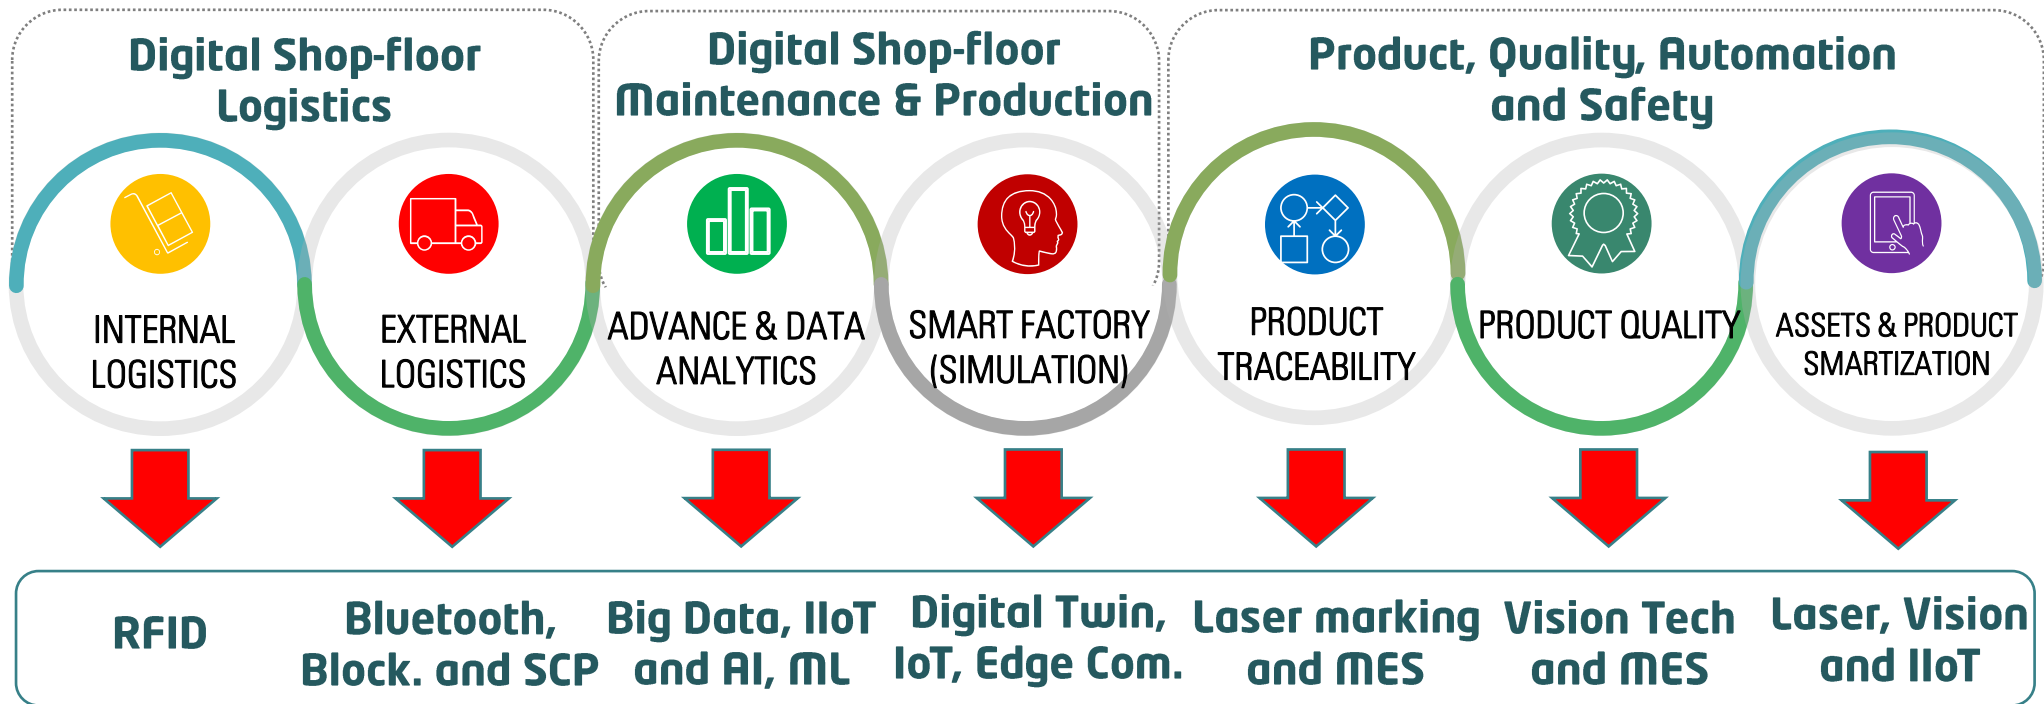 Digital Shop-floor
Logistics
Digital Shop-floor
Maintenance & Production
Product, Quality, Automation
and Safety
INTERNAL
LOGISTICS
EXTERNAL
LOGISTICS
ADVANCE & DATA
ANALYTICS
SMART FACTORY
(SIMULATION)
PRODUCT
TRACEABILITY
PRODUCT QUALITY
ASSETS & PRODUCT
SMARTIZATION
RFID
Bluetooth,
Block. and SCP
Big Data, IIoT
and AI, ML
Digital Twin,
IoT, Edge Com.
Laser marking
and MES
Vision Tech
and MES
Laser, Vision
and IIoT